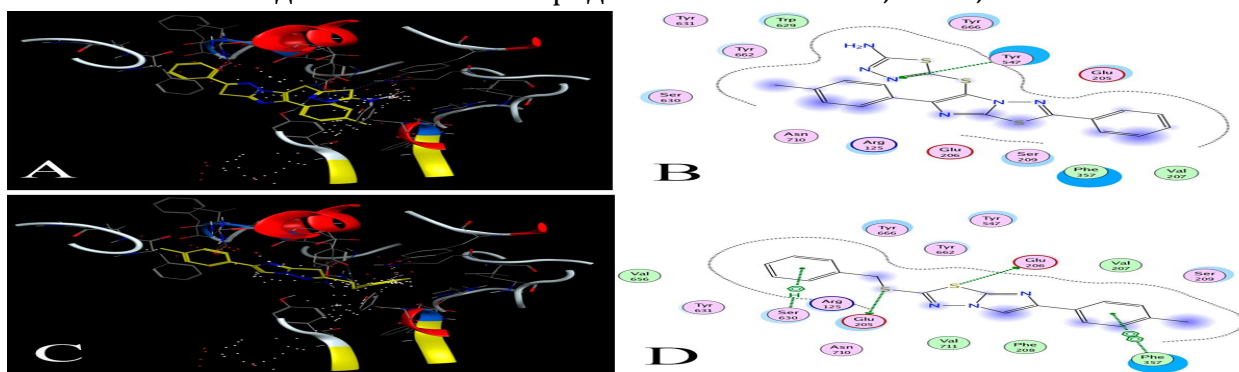 A
B
Tyr 631
Trp 629
Tyr 666
Tyr 662
H₂N
S
Tyr 547
N
N
S
Glu 205
Ser 630
N
N
N
S
Asn 710
Arg 125
Glu 206
Ser 209
Phe 357
Val 207
C
D
Tyr 666
Tyr 547
Tyr 662
Glu 206
Val 207
Val 656
Ser 209
H
S
S
N
N
N
Tyr 631
Ser 630
Arg 125
Glu 205
Asn 710
Val 711
Phe 208
Phe 357